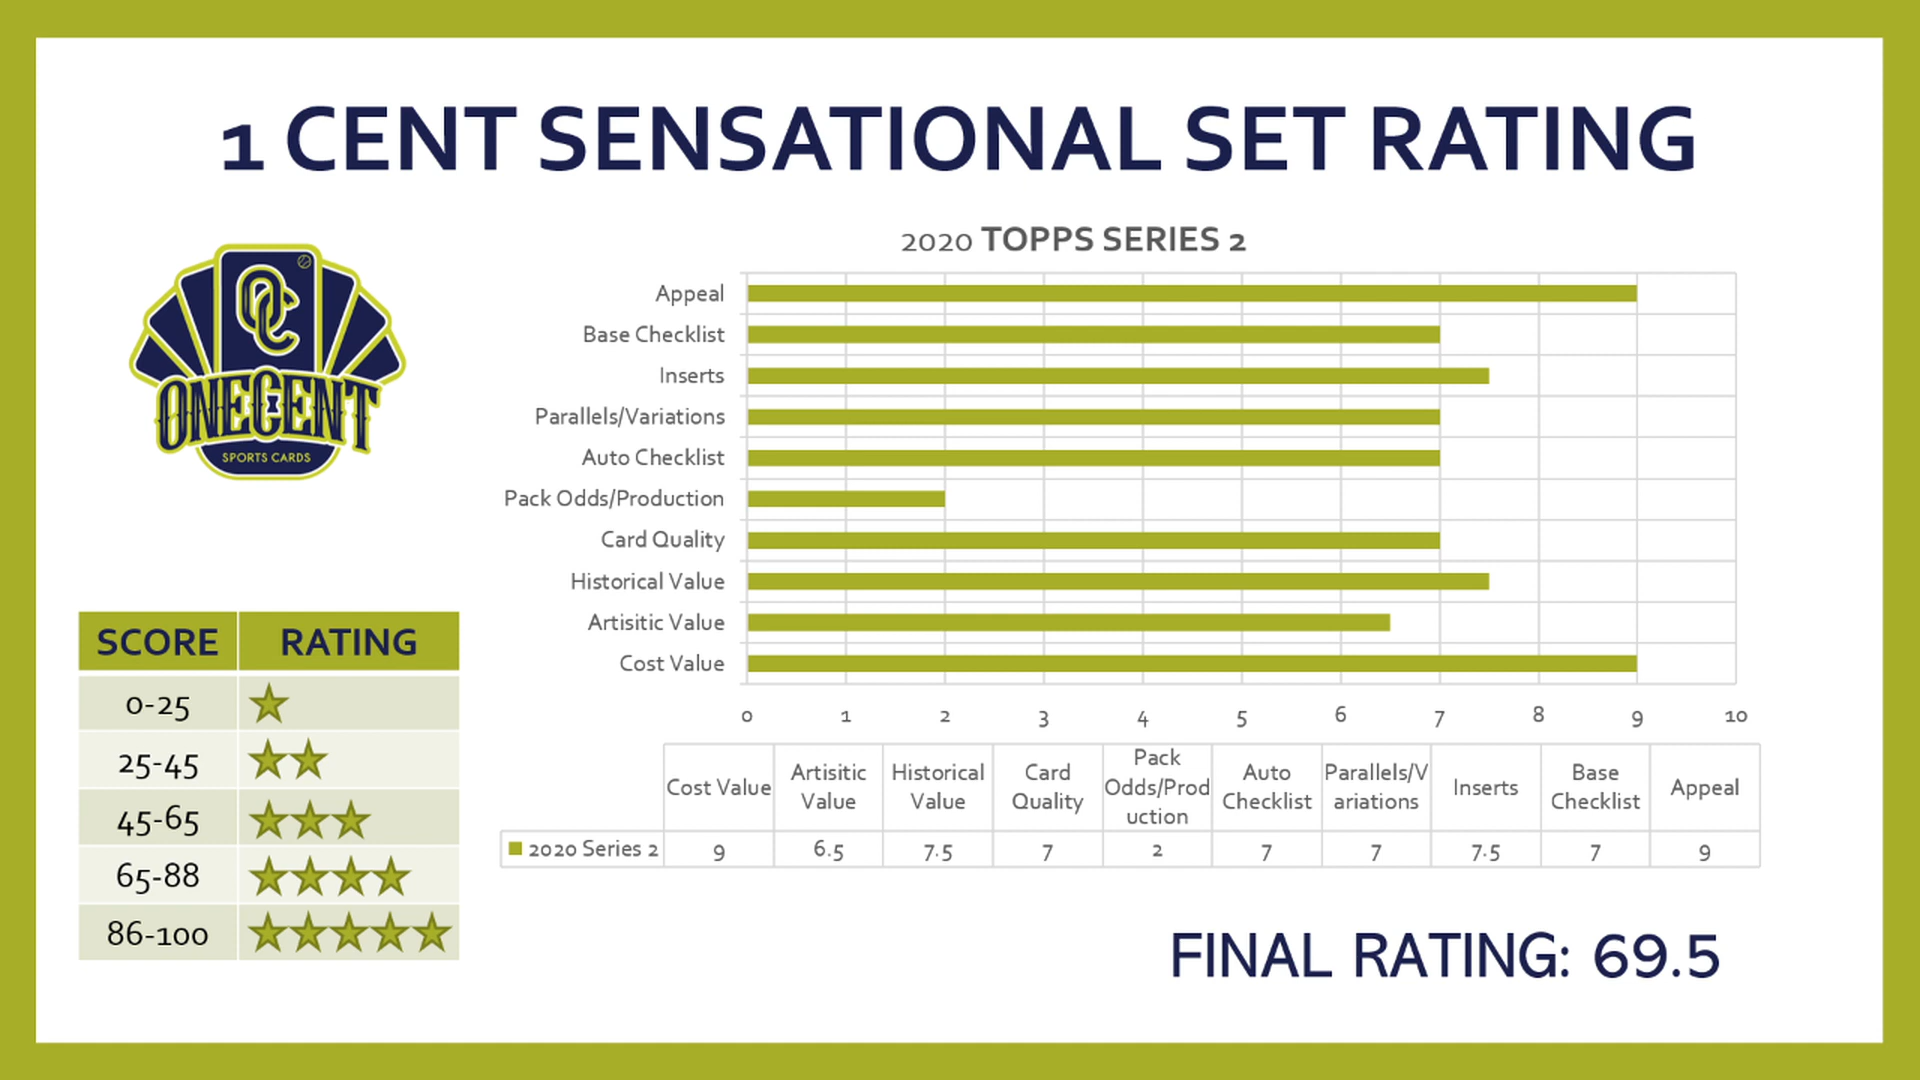 1 CENT SENSATIONAL SET RATING
OC
ONECENT
SPORTS CARDS
SCORE RATING
0-25
25-45
45-65
65-88
86-100
2020 TOPPS SERIES 2
Appeal
Base Checklist
Inserts
Parallels/Variations
Auto Checklist
Pack Odds/Production
Card Quality
Historical Value
Artisitic Value
Cost Value
0 1 2 3 4 5 6 7 8 9 10
Cost Value
Artisitic
Value
Historical
Value
Card
Quality
Pack
Odds/Prod
uction
Auto
Checklist
Parallels/V
ariations
Inserts
Base
Checklist
Appeal
2020 Series 2 9 6.5 7.5 7 2 7 7 7.5 7 9
FINAL RATING: 69.5